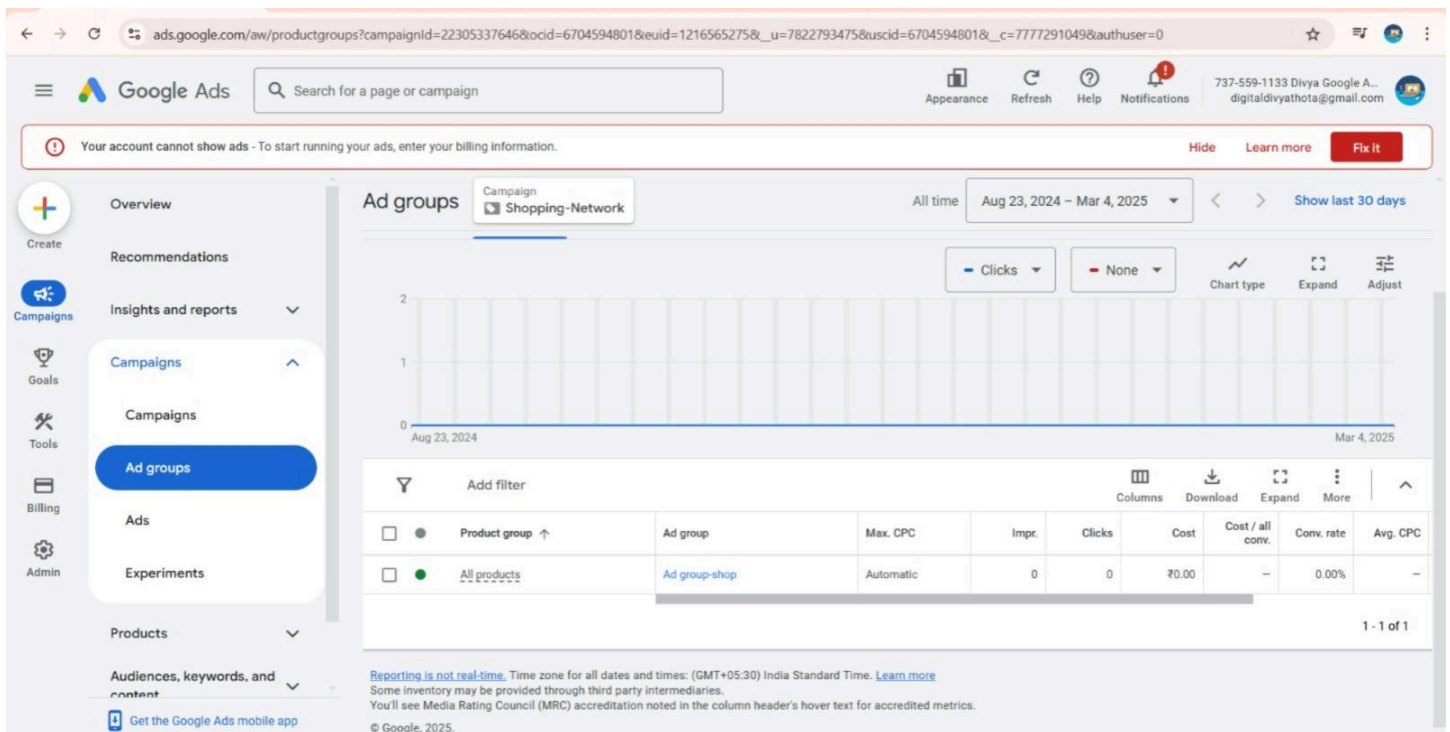 ads.google.com/aw/productgroups?campaignId=22305337646&ocid=6704594801&euid=1216565275&__u=7822793475&uscid=6704594801&__c=7777291049&authuser=0
Google Ads
Search for a page or campaign
Appearance
Refresh
Help
Notifications
737-559-1133 Divya Google A...
digitaldivyathota@gmail.com
Your account cannot show ads - To start running your ads, enter your billing information.
Hide
Learn more
Fix it
Create
Campaigns
Goals
Tools
Billing
Admin
Overview
Recommendations
Insights and reports
Campaigns
Campaigns
Ad groups
Ads
Experiments
Products
Audiences, keywords, and
content
Get the Google Ads mobile app
Ad groups
Campaign
Shopping-Network
All time
Aug 23, 2024 – Mar 4, 2025
Show last 30 days
Clicks
None
Chart type
Expand
Adjust
2
1
0
Aug 23, 2024
Mar 4, 2025
Add filter
Columns
Download
Expand
More
Product group Ad group Max. CPC Impr. Clicks Cost Cost / all conv. Conv. rate Avg. CPC
All products Ad group-shop Automatic 0 0 ₹0.00 – 0.00% –
1 - 1 of 1
Reporting is not real-time. Time zone for all dates and times: (GMT+05:30) India Standard Time. Learn more
Some inventory may be provided through third party intermediaries.
You'll see Media Rating Council (MRC) accreditation noted in the column header's hover text for accredited metrics.
© Google, 2025.